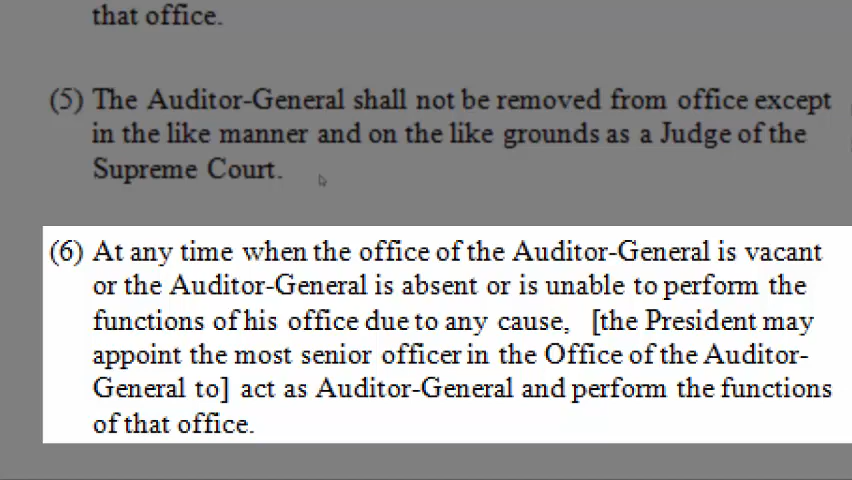 that office.
(5) The Auditor-General shall not be removed from office except
in the like manner and on the like grounds as a Judge of the
Supreme Court.
(6) At any time when the office of the Auditor-General is vacant
or the Auditor-General is absent or is unable to perform the
functions of his office due to any cause, [the President may
appoint the most senior officer in the Office of the Auditor-
General to] act as Auditor-General and perform the functions
of that office.